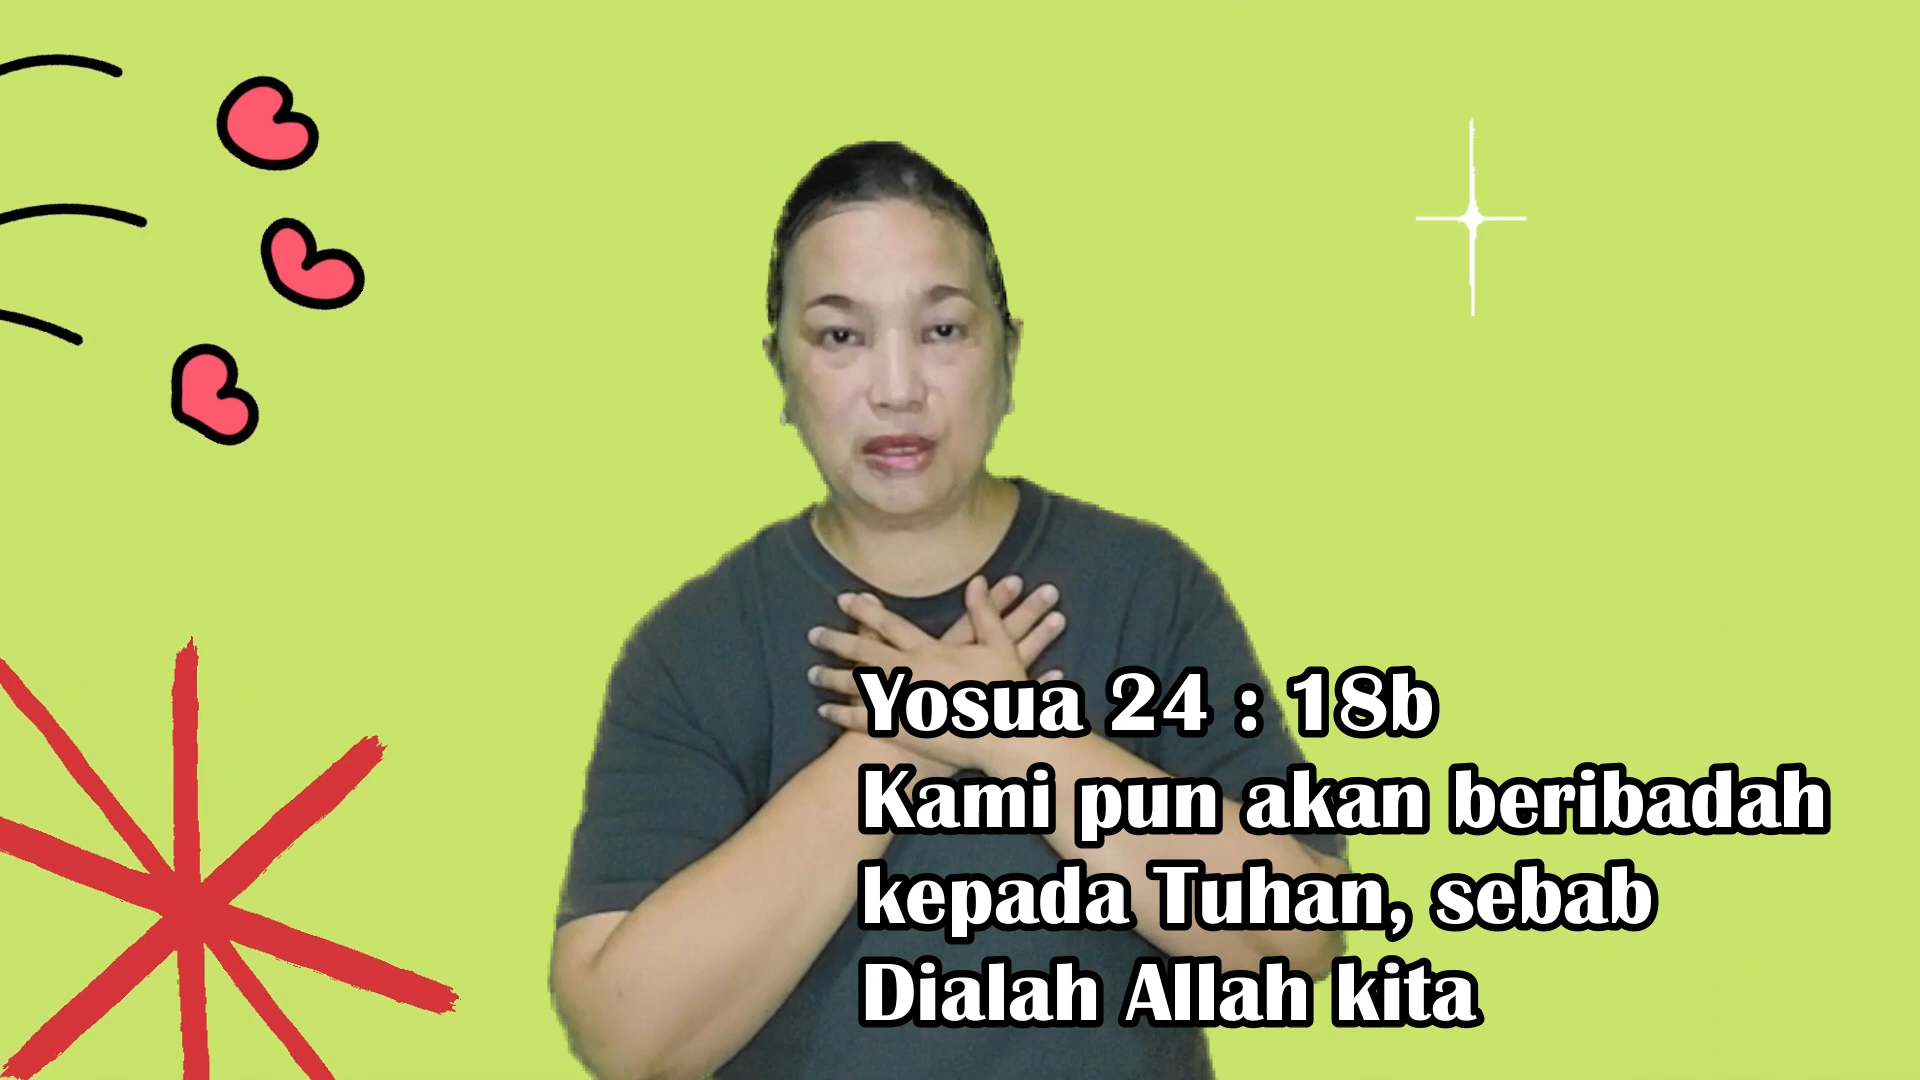 Yosua 24 : 18b
Kami pun akan beribadah
kepada Tuhan, sebab
Dialah Allah kita